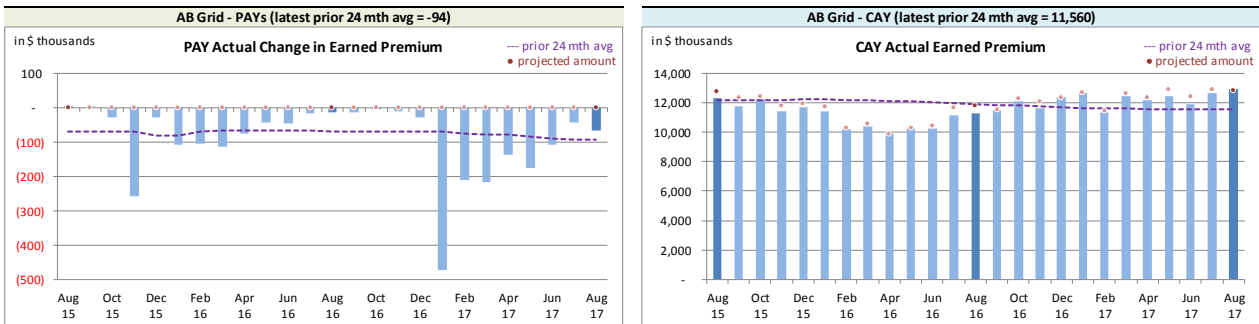 AB Grid - PAYs (latest prior 24 mth avg = -94)
in $ thousands
PAY Actual Change in Earned Premium
--- prior 24 mth avg
• projected amount
100
-
(100)
(200)
(300)
(400)
(500)
Aug Oct Dec Feb Apr Jun Aug Oct Dec Feb Apr Jun Aug
15 15 15 16 16 16 16 16 16 17 17 17 17
AB Grid - CAY (latest prior 24 mth avg = 11,560)
in $ thousands
CAY Actual Earned Premium
--- prior 24 mth avg
• projected amount
14,000
12,000
10,000
8,000
6,000
4,000
2,000
-
Aug Oct Dec Feb Apr Jun Aug Oct Dec Feb Apr Jun Aug
15 15 15 16 16 16 16 16 16 17 17 17 17